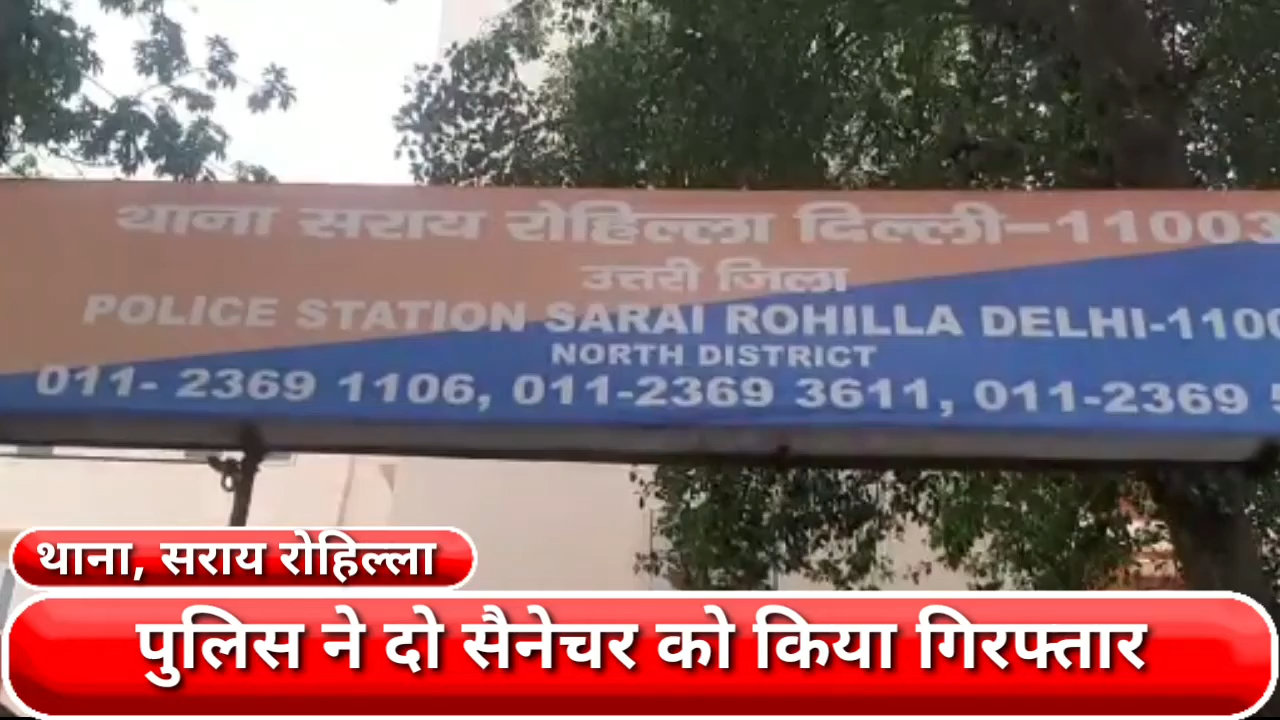 थाना सराय रोहिल्ला दिल्ली-11003
उत्तरी जिला
POLICE STATION SARAI ROHILLA DELHI-1100
NORTH DISTRICT
011- 2369 1106, 011-2369 3611, 011-2369 5
थाना, सराय रोहिल्ला
पुलिस ने दो सैनेचर को किया गिरफ्तार